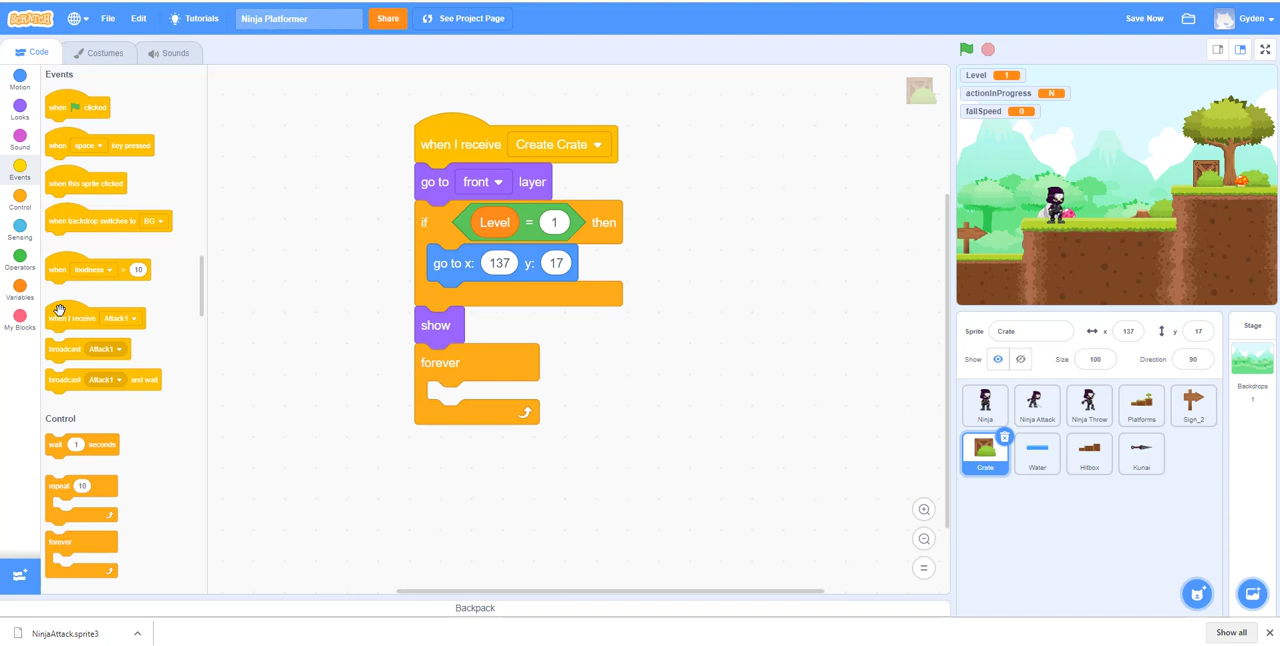 SCRATCH File Edit Tutorials Ninja Platformer Share See Project Page Save Now Gyden
Code Costumes Sounds
Motion
Looks
Sound
Events
Control
Sensing
Operators
Variables
My Blocks
Events
when clicked
when space key pressed
when this sprite clicked
when backdrop switches to BG
when loudness > 10
when I receive Attack1
broadcast Attack1
broadcast Attack1 and wait
Control
wait 1 seconds
repeat 10
forever
when I receive Create Crate
go to front layer
if Level = 1 then
go to x: 137 y: 17
show
forever
Level 1
actionInProgress N
fallSpeed 0
Sprite Crate x 137 y 17
Show Size 100 Direction 90
Ninja Ninja Attack Ninja Throw Platforms Sign_2
Crate Water Hitbox Kunai
Stage
Backdrops
1
Backpack
NinjaAttack.sprite3 Show all